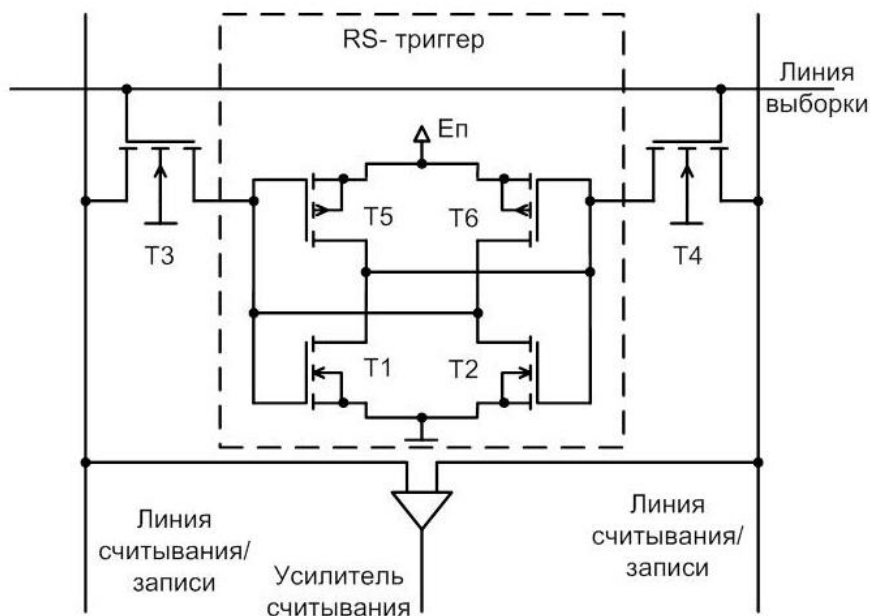 RS- триггер
Линия
выборки
Eп
T5
T6
T3
T4
T1
T2
Линия
считывания/
записи
Усилитель
считывания
Линия
считывания/
записи